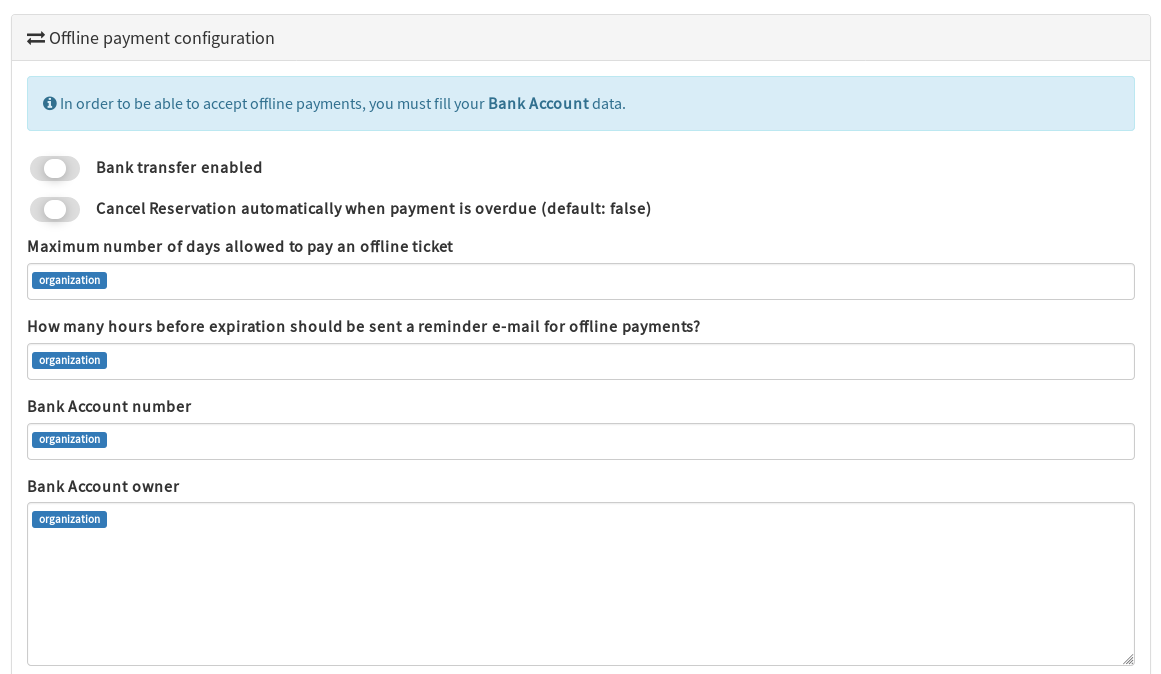 Offline payment configuration
In order to be able to accept offline payments, you must fill your Bank Account data.
Bank transfer enabled
Cancel Reservation automatically when payment is overdue (default: false)
Maximum number of days allowed to pay an offline ticket
organization
How many hours before expiration should be sent a reminder e-mail for offline payments?
organization
Bank Account number
organization
Bank Account owner
organization